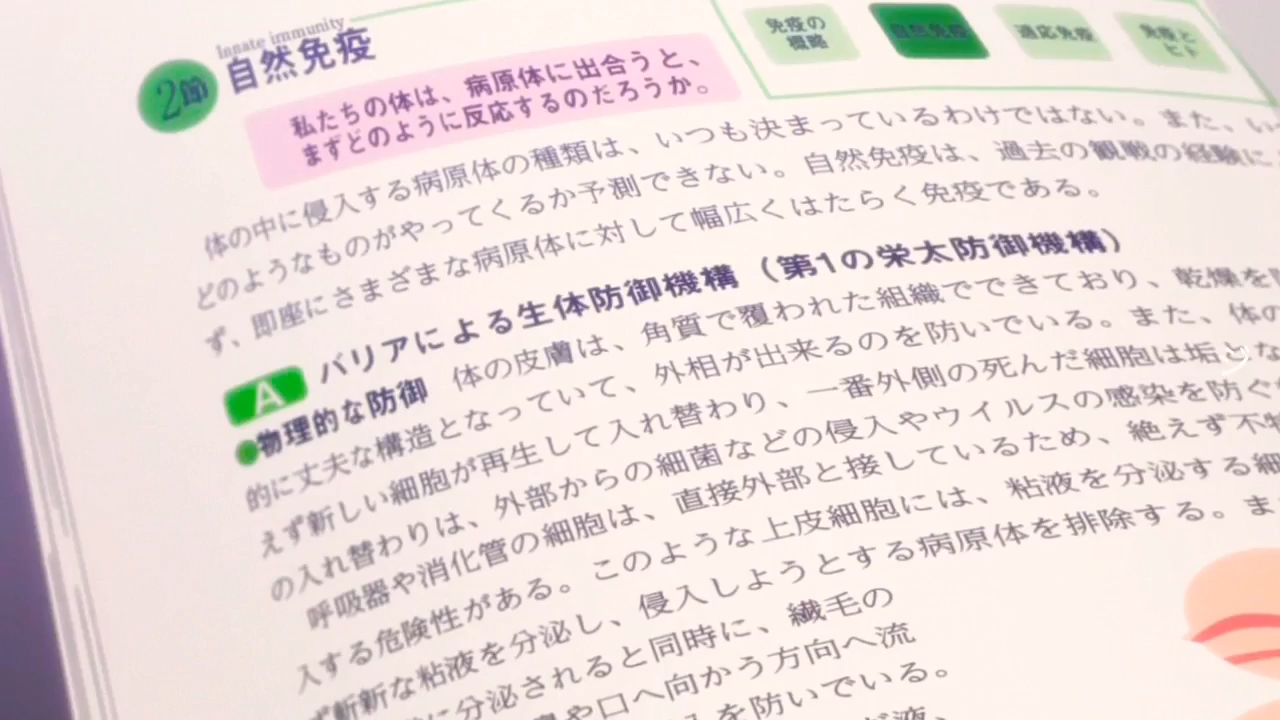 Innate immunity
2節 自然免疫
免疫の概略
自然免疫
適応免疫
免疫とヒト
私たちの体は、病原体に出合うと、
まずどのように反応するのだろうか。
体の中に侵入する病原体の種類は、いつも決まっているわけではない。また、い
どのようなものがやってくるか予測できない。自然免疫は、過去の観戦の経験に
ず、即座にさまざまな病原体に対して幅広くはたらく免疫である。
A バリアによる生体防御機構（第1の栄太防御機構）
●物理的な防御 体の皮膚は、角質で覆われた組織でできており、乾燥を
的に丈夫な構造となっていて、外相が出来るのを防いでいる。また、体の
えず新しい細胞が再生して入れ替わり、一番外側の死んだ細胞は垢とな
の入れ替わりは、外部からの細菌などの侵入やウイルスの感染を防ぐ
呼吸器や消化管の細胞は、直接外部と接しているため、絶えず不
入する危険性がある。このような上皮細胞には、粘液を分泌する細
ず斬新な粘液を分泌し、侵入しようとする病原体を排除する。ま
に分泌されると同時に、繊毛の
や口へ向かう方向へ流
を防いでいる。
液、